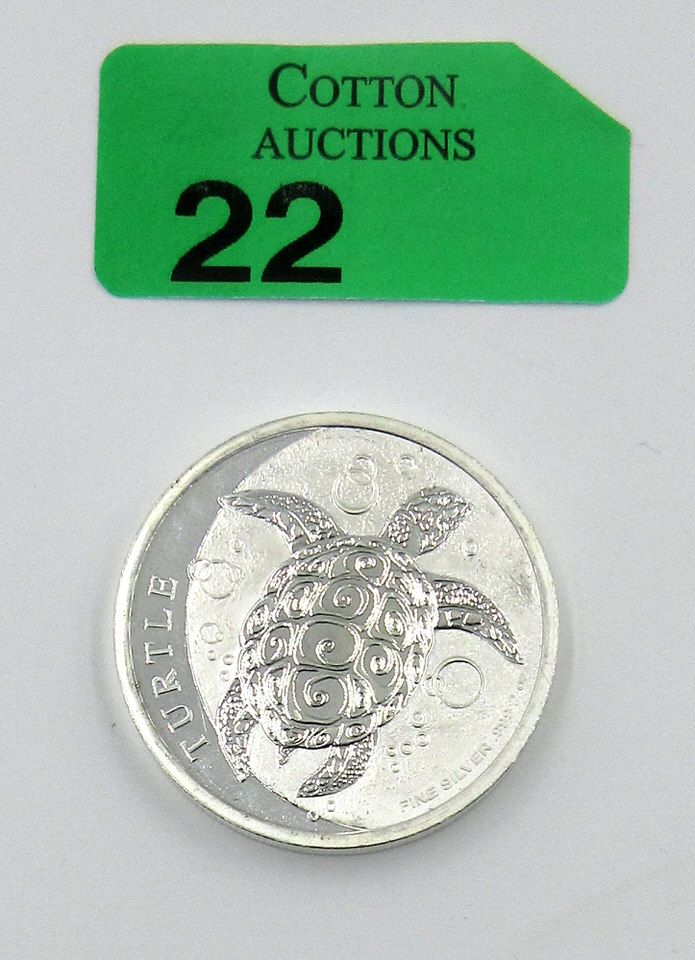 COTTON
AUCTIONS
22
TURTLE
FINE SILVER